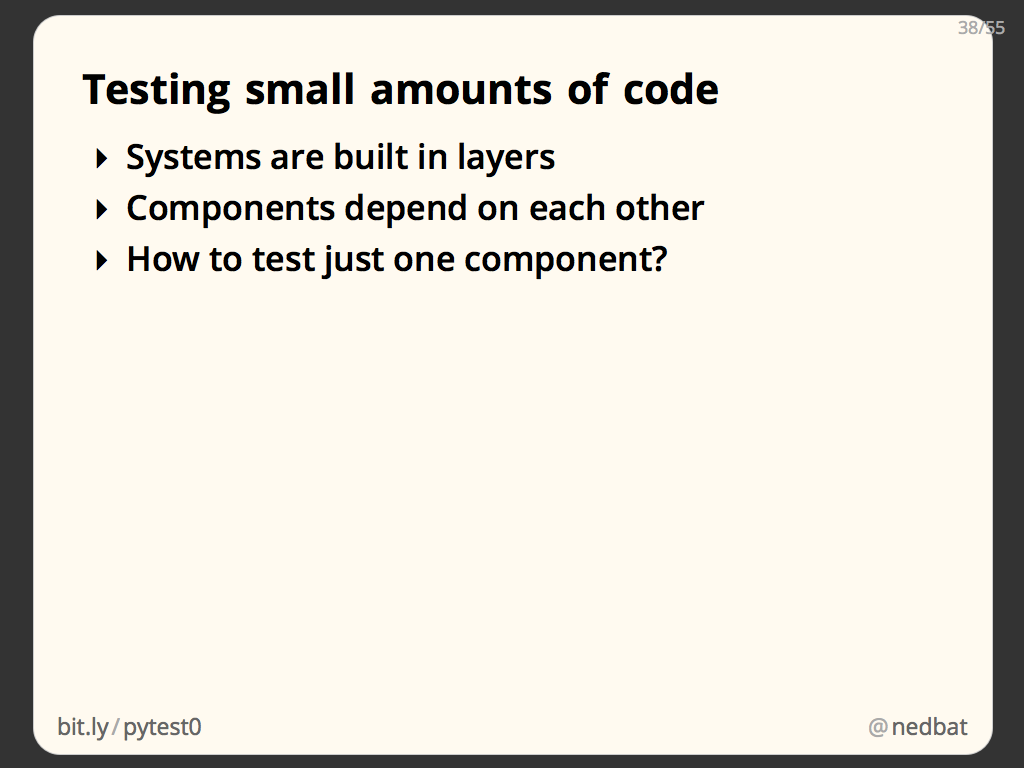 38/55
Testing small amounts of code
Systems are built in layers
Components depend on each other
How to test just one component?
bit.ly/pytest0
@nedbat